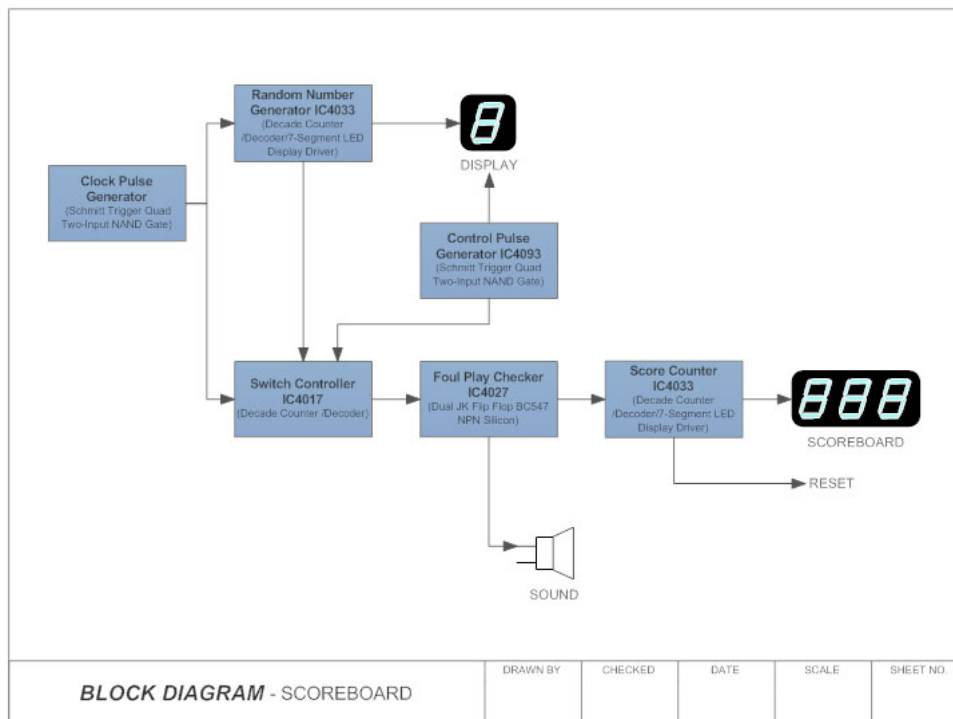 Random Number
Generator IC4033
(Decade Counter
/Decoder/7-Segment LED
Display Driver)
8
DISPLAY
Clock Pulse
Generator
(Schmitt Trigger Quad
Two-Input NAND Gate)
Control Pulse
Generator IC4093
(Schmitt Trigger Quad
Two-Input NAND Gate)
Switch Controller
IC4017
(Decade Counter /Decoder)
Foul Play Checker
IC4027
(Dual JK Flip Flop BC547
NPN Silicon)
Score Counter
IC4033
(Decade Counter
/Decoder/7-Segment LED
Display Driver)
888
SCOREBOARD
RESET
SOUND
BLOCK DIAGRAM - SCOREBOARD
DRAWN BY
CHECKED
DATE
SCALE
SHEET NO.